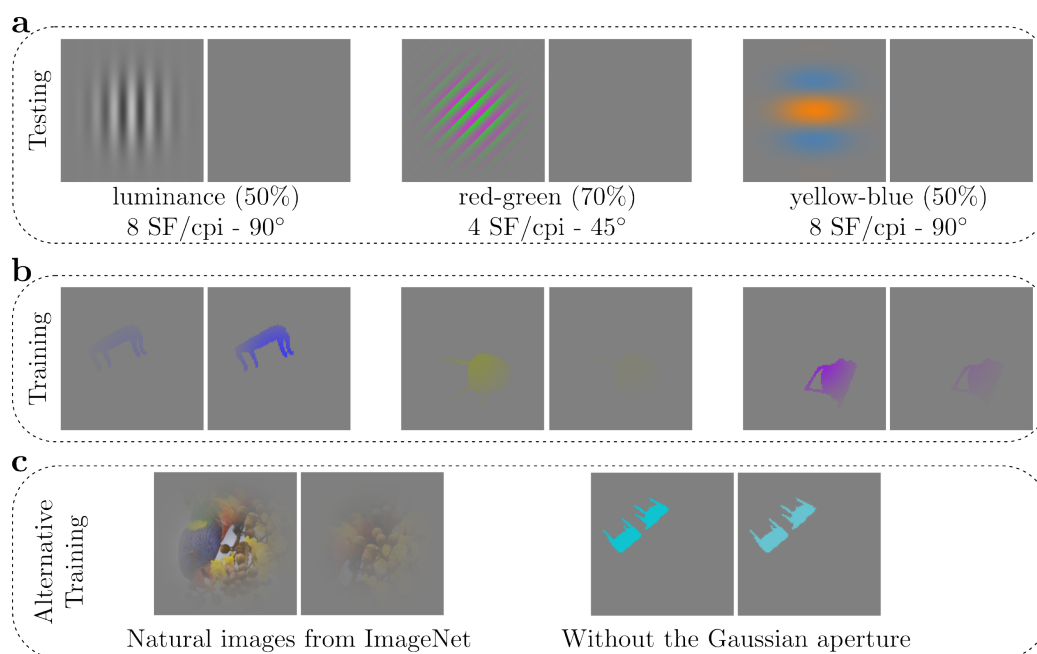 a
Testing
luminance (50%)
8 SF/cpi - 90°
red-green (70%)
4 SF/cpi - 45°
yellow-blue (50%)
8 SF/cpi - 90°
b
Training
c
Alternative
Training
Natural images from ImageNet
Without the Gaussian aperture